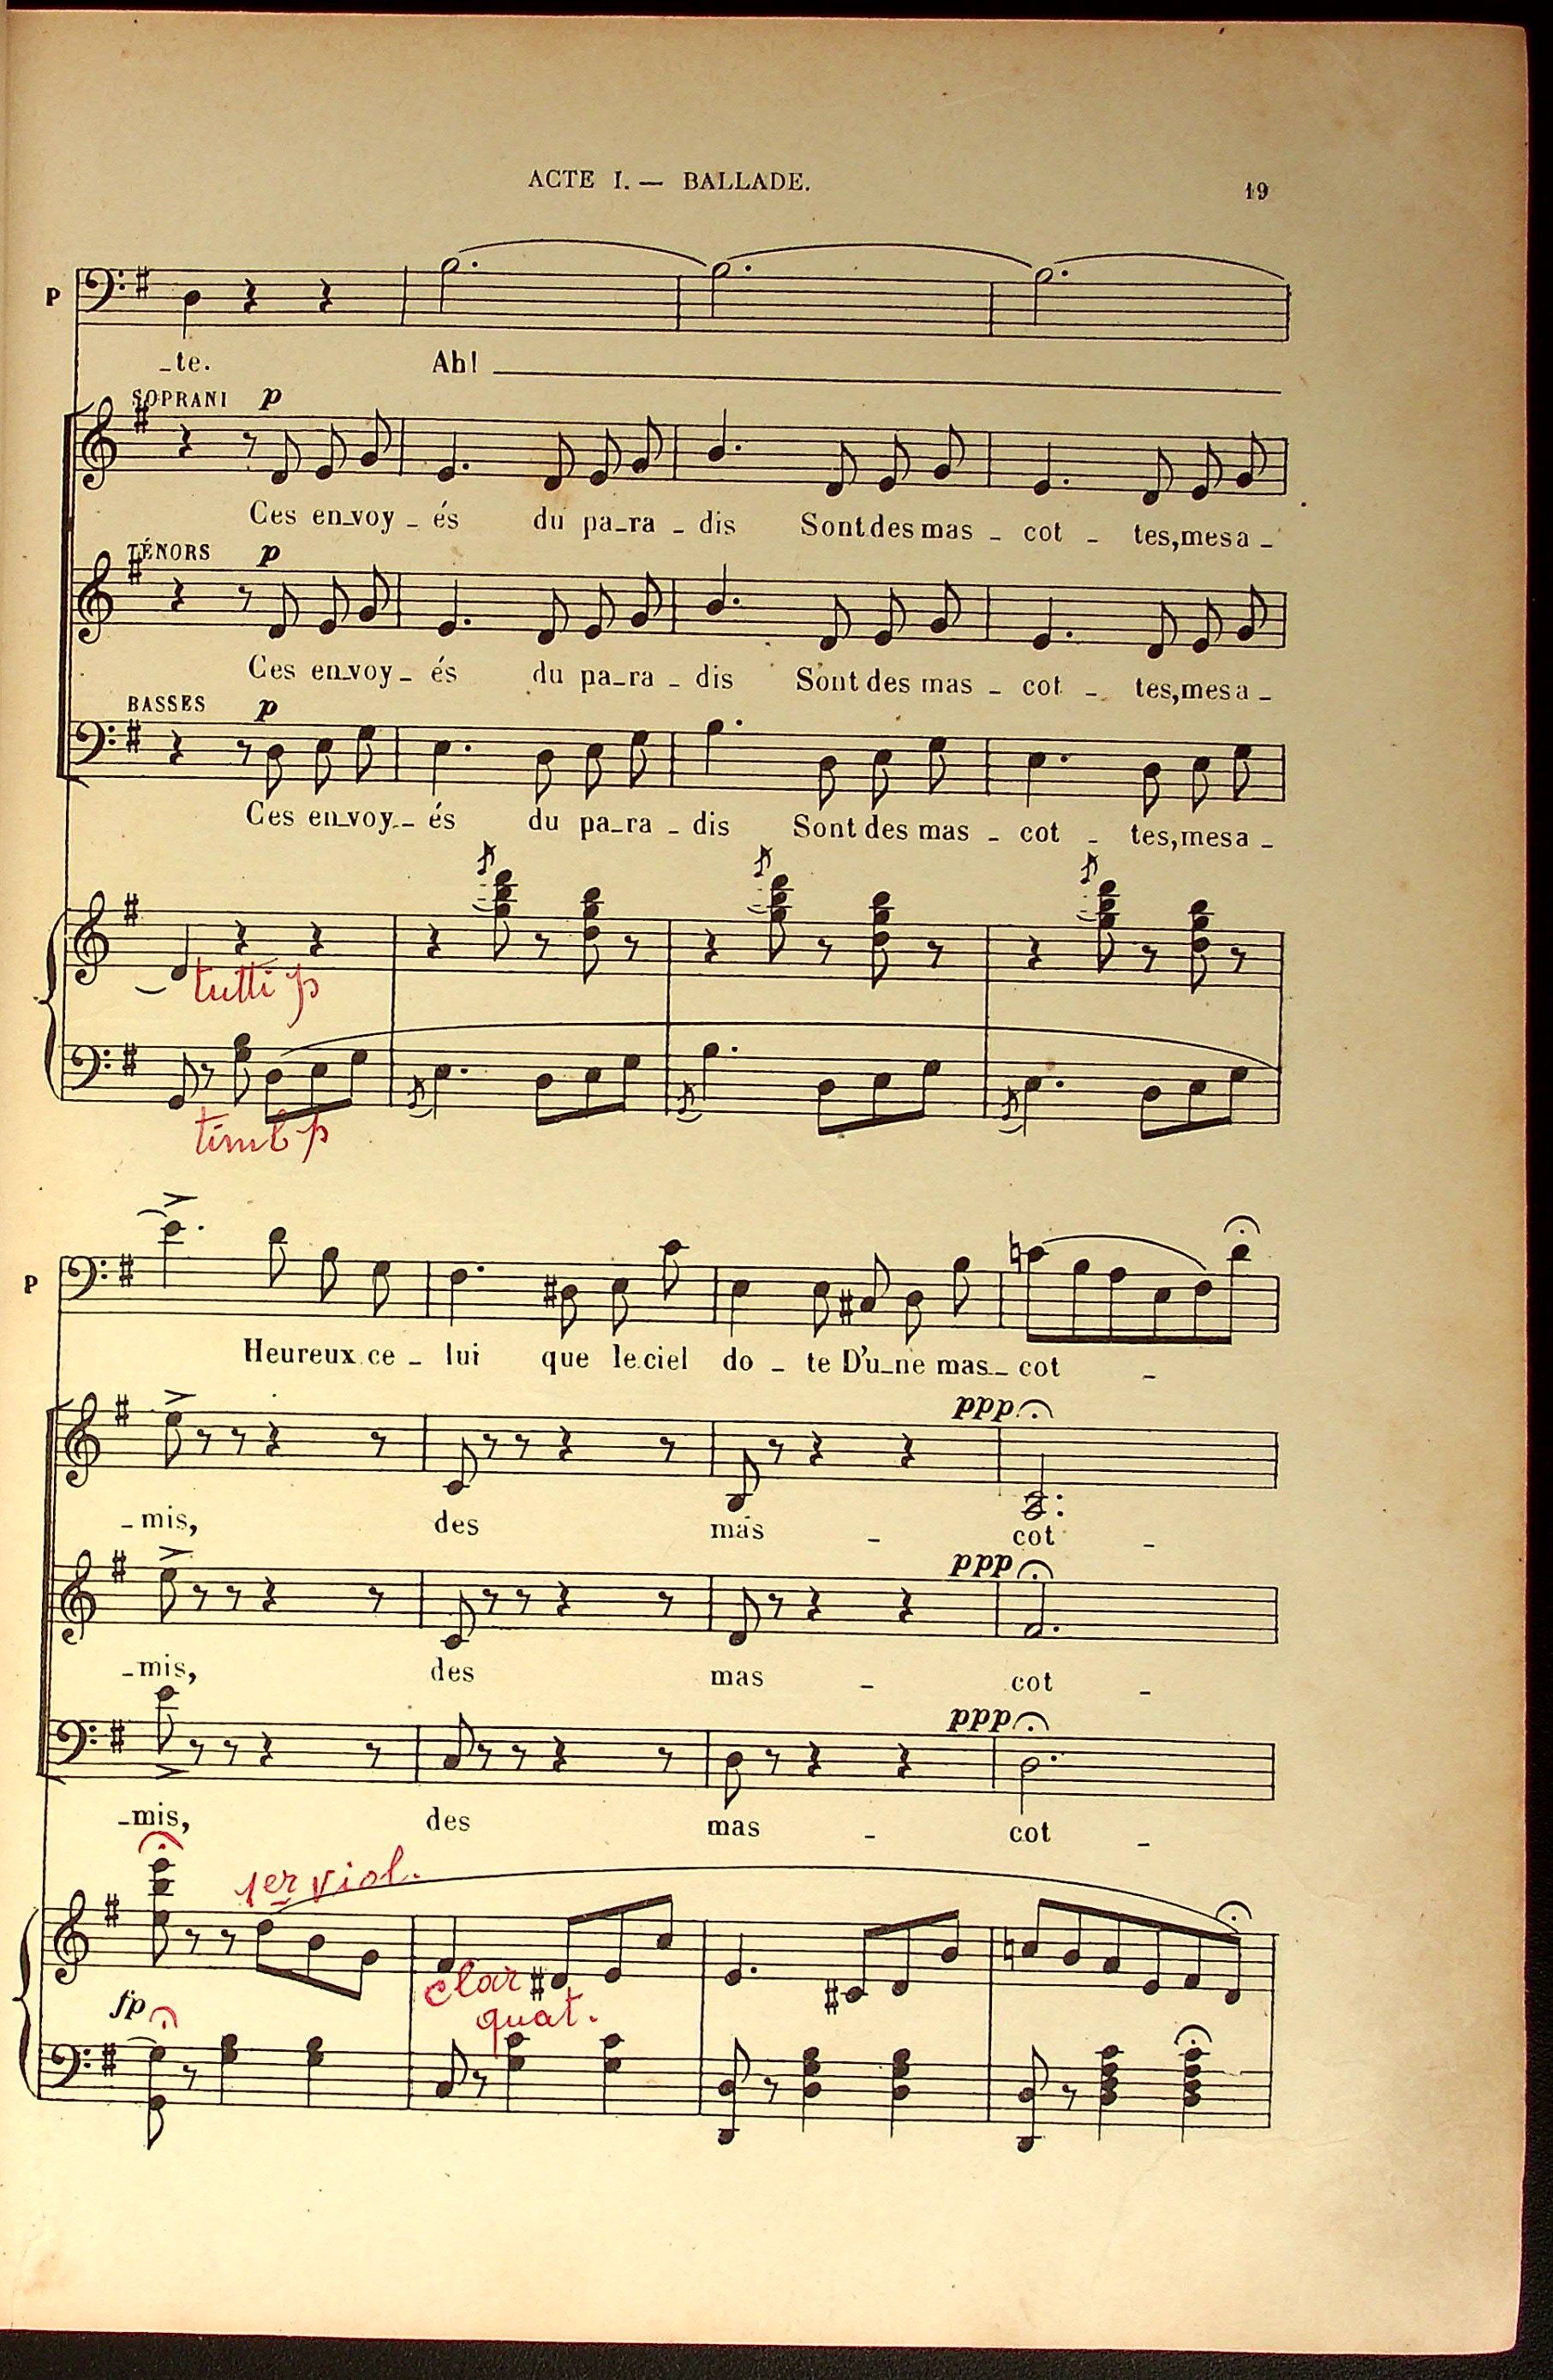 ACTE I. — BALLADE.
19
P
_te. Ah!
SOPRANI p
Ces en_voy_és du pa_ra_dis Sont des mas_cot_tes, mes a_
TÉNORS p
Ces en_voy_és du pa_ra_dis Sont des mas_cot_tes, mes a_
BASSES p
Ces en_voy_és du pa_ra_dis Sont des mas_cot_tes, mes a_
tutti p
timb p
P
Heureux ce_lui que le ciel do_te D'u_ne mas_cot_
ppp
_mis, des mas_cot_
ppp
_mis, des mas_cot_
ppp
_mis, des mas_cot_
1er viol.
clar
fp
quat.